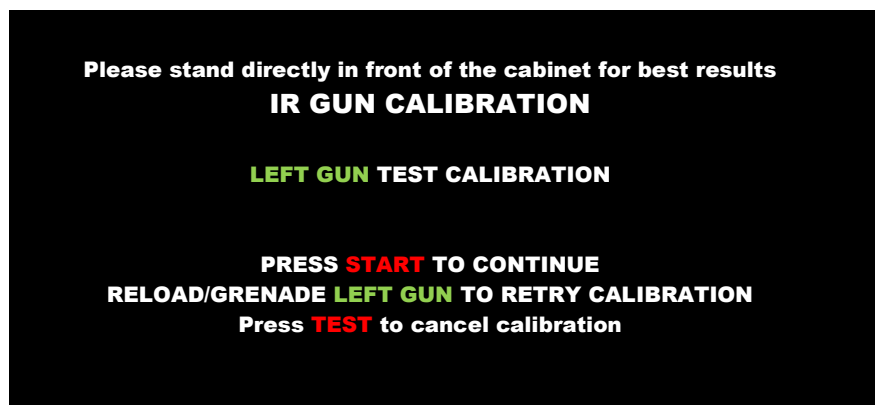 Please stand directly in front of the cabinet for best results
IR GUN CALIBRATION
LEFT GUN TEST CALIBRATION
PRESS START TO CONTINUE
RELOAD/GRENADE LEFT GUN TO RETRY CALIBRATION
Press TEST to cancel calibration